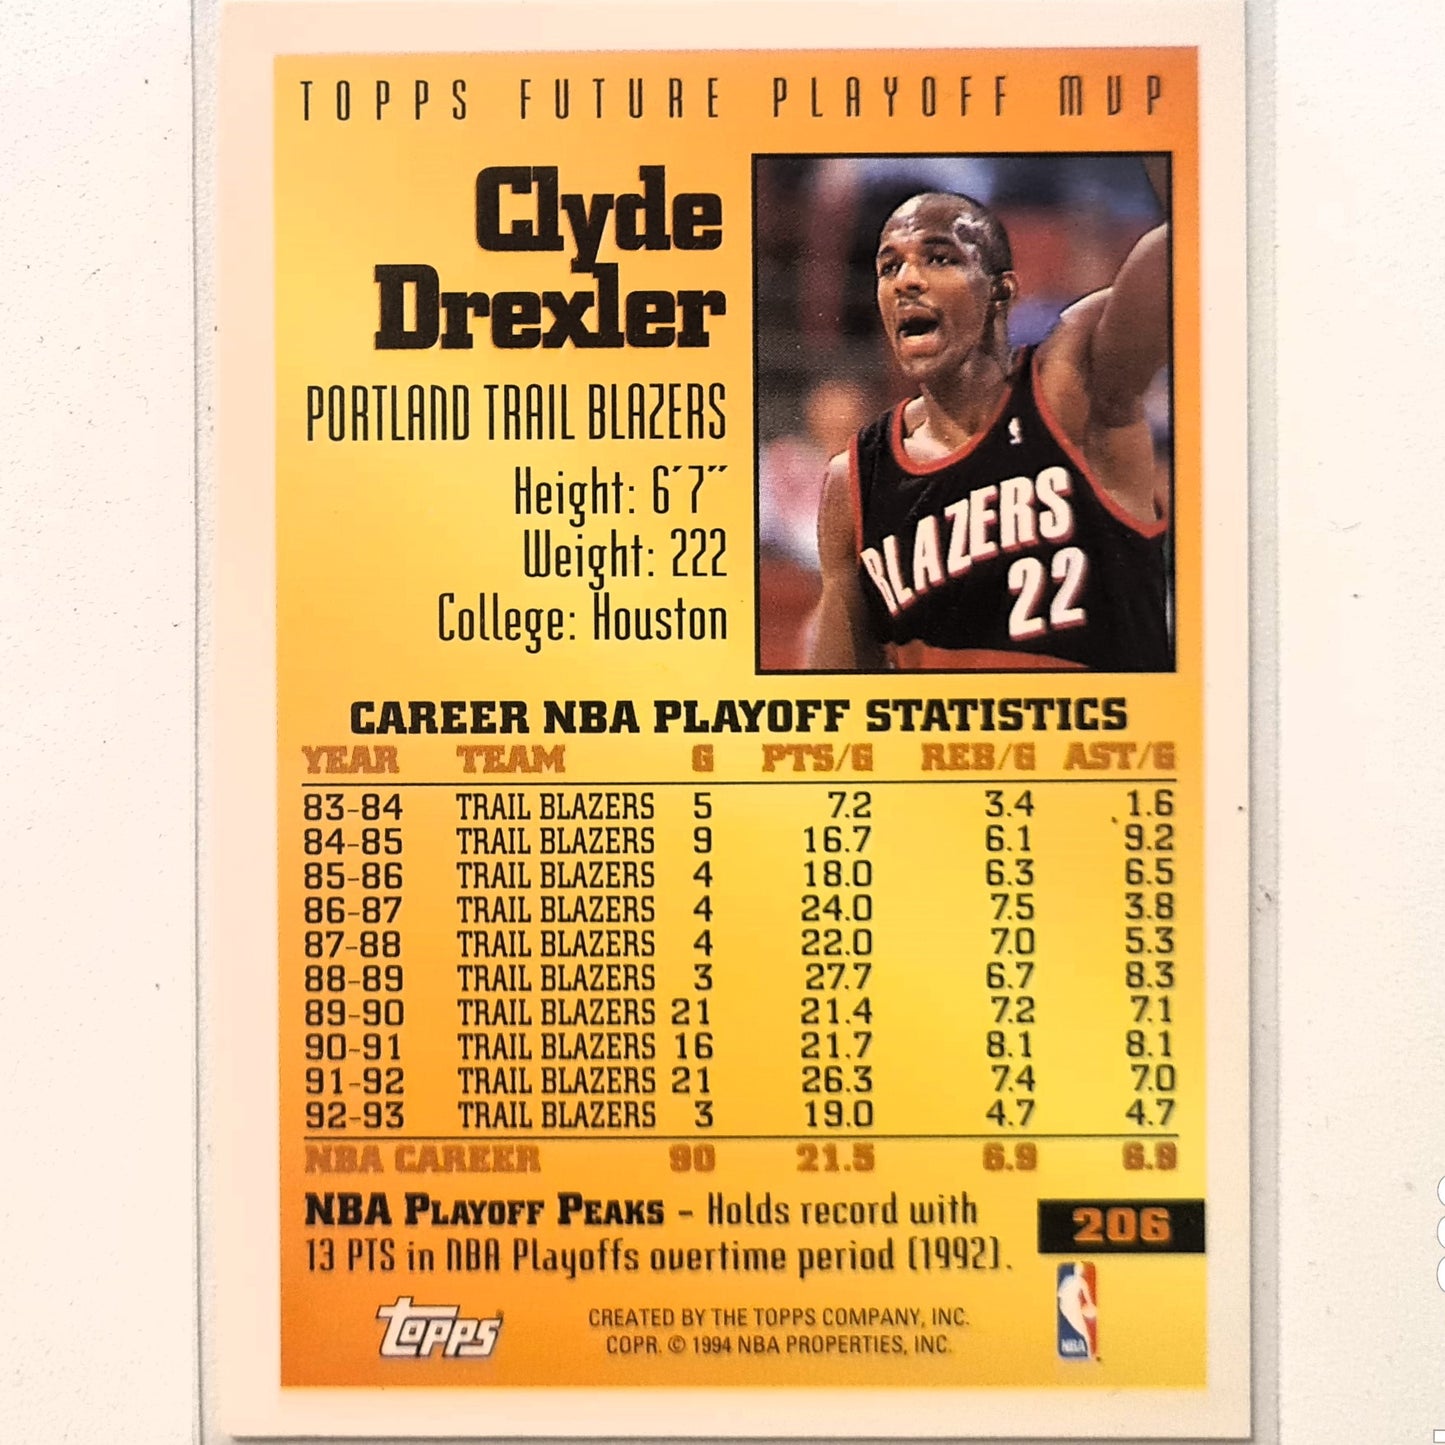 TOPPS FUTURE PLAYOFF MVP
Clyde
Drexler
PORTLAND TRAIL BLAZERS
Height: 6´7˝
Weight: 222
College: Houston
BLAZERS
22
CAREER NBA PLAYOFF STATISTICS
YEAR TEAM G PTS/G REB/G AST/G
83-84 TRAIL BLAZERS 5 7.2 3.4 1.6
84-85 TRAIL BLAZERS 9 16.7 6.1 9.2
85-86 TRAIL BLAZERS 4 18.0 6.3 6.5
86-87 TRAIL BLAZERS 4 24.0 7.5 3.8
87-88 TRAIL BLAZERS 4 22.0 7.0 5.3
88-89 TRAIL BLAZERS 3 27.7 6.7 8.3
89-90 TRAIL BLAZERS 21 21.4 7.2 7.1
90-91 TRAIL BLAZERS 16 21.7 8.1 8.1
91-92 TRAIL BLAZERS 21 26.3 7.4 7.0
92-93 TRAIL BLAZERS 3 19.0 4.7 4.7
NBA CAREER 90 21.5 6.9 6.9
NBA PLAYOFF PEAKS – Holds record with
13 PTS in NBA Playoffs overtime period (1992).
206
Topps®
CREATED BY THE TOPPS COMPANY, INC.
COPR. © 1994 NBA PROPERTIES, INC.
NBA